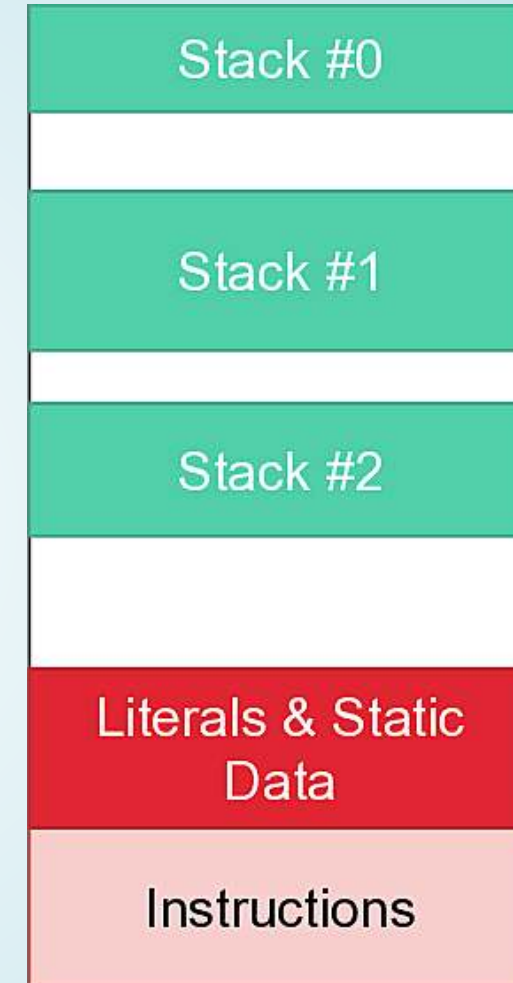 Stack #0
Stack #1
Stack #2
Literals & Static
Data
Instructions